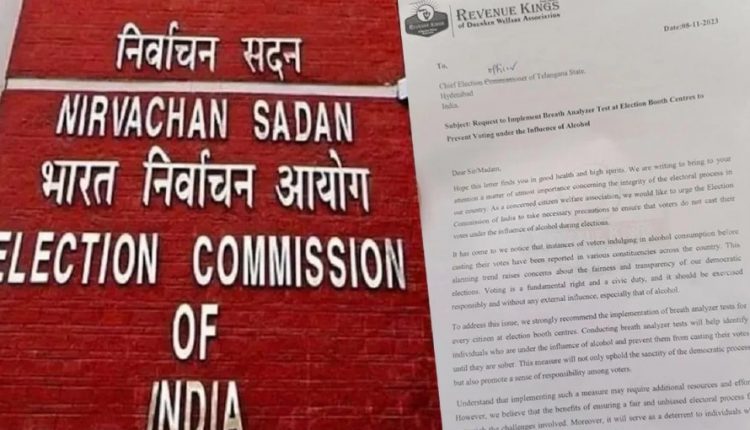 निर्वाचन सदन
NIRVACHAN SADAN
भारत निर्वाचन आयोग
ELECTION COMMISSION
OF
INDIA
REVENUE KINGS
of Drunken Welfare Association
Date:08-11-2023
To,
Chief Election Commissioner of Telangana State.
Hyderabad
India.
Subject: Request to Implement Breath Analyzer Test at Election Booth Centres to
Prevent Voting under the Influence of Alcohol
Dear Sir/Madam,
Hope this letter finds you in good health and high spirits. We are writing to bring to your
attention a matter of utmost importance concerning the integrity of the electoral process in
our country. As a concerned citizen welfare association, we would like to urge the Election
Commission of India to take necessary precautions to ensure that voters do not cast their
votes under the influence of alcohol during elections.
It has come to we notice that instances of voters indulging in alcohol consumption before
casting their votes have been reported in various constituencies across the country. This
alarming trend raises concerns about the fairness and transparency of our democratic
elections. Voting is a fundamental right and a civic duty, and it should be exercised
responsibly and without any external influence, especially that of alcohol.
To address this issue, we strongly recommend the implementation of breath analyzer tests for
every citizen at election booth centres. Conducting breath analyzer tests will help identify
individuals who are under the influence of alcohol and prevent them from casting their votes
until they are sober. This measure will not only uphold the sanctity of the democratic process
but also promote a sense of responsibility among voters.
Understand that implementing such a measure may require additional resources and effor
However, we believe that the benefits of ensuring a fair and unbiased electoral process f
the challenges involved. Moreover, it will serve as a deterrent to individuals w